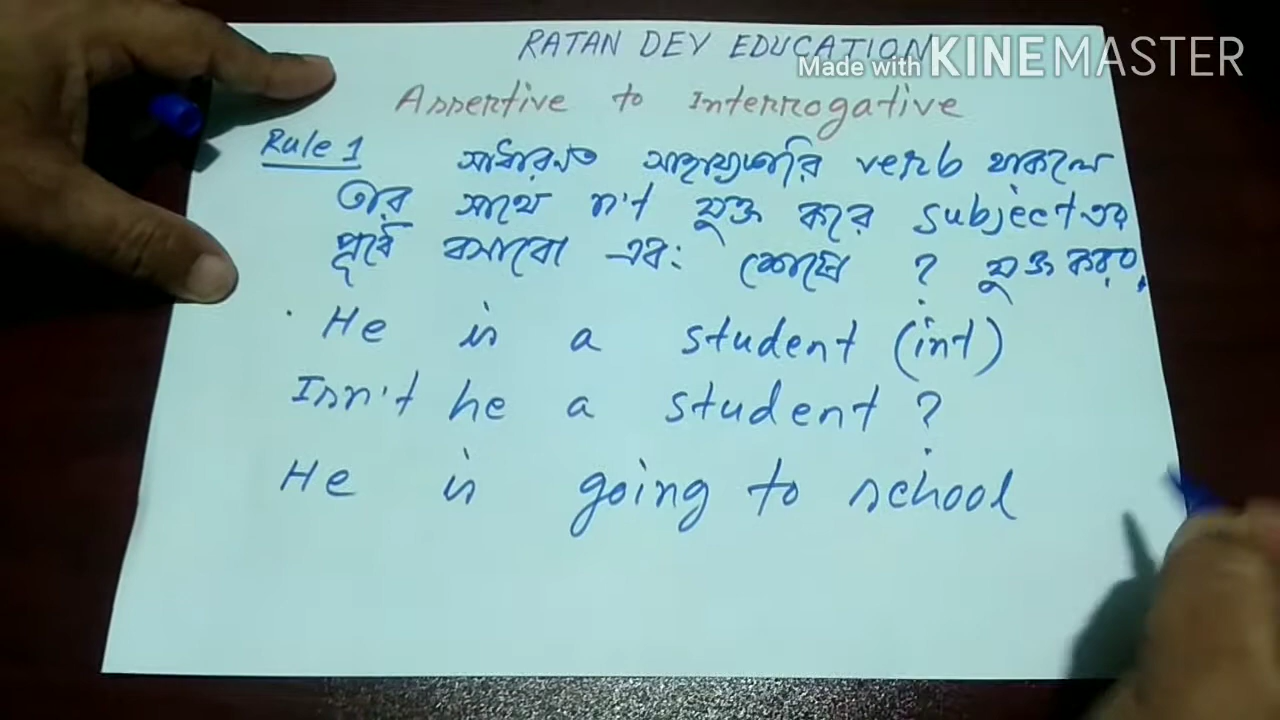 RATAN DEV EDUCATION
Made with KINEMASTER
Assertive to Interrogative
Rule 1 সাধারণত সাহায্যকারি verb থাকলে
তার সাথে n't যুক্ত করে subject এর
পূর্বে বসাবো এবং শেষে ? যুক্ত করব,
He is a student (int)
Isn't he a student ?
He is going to school